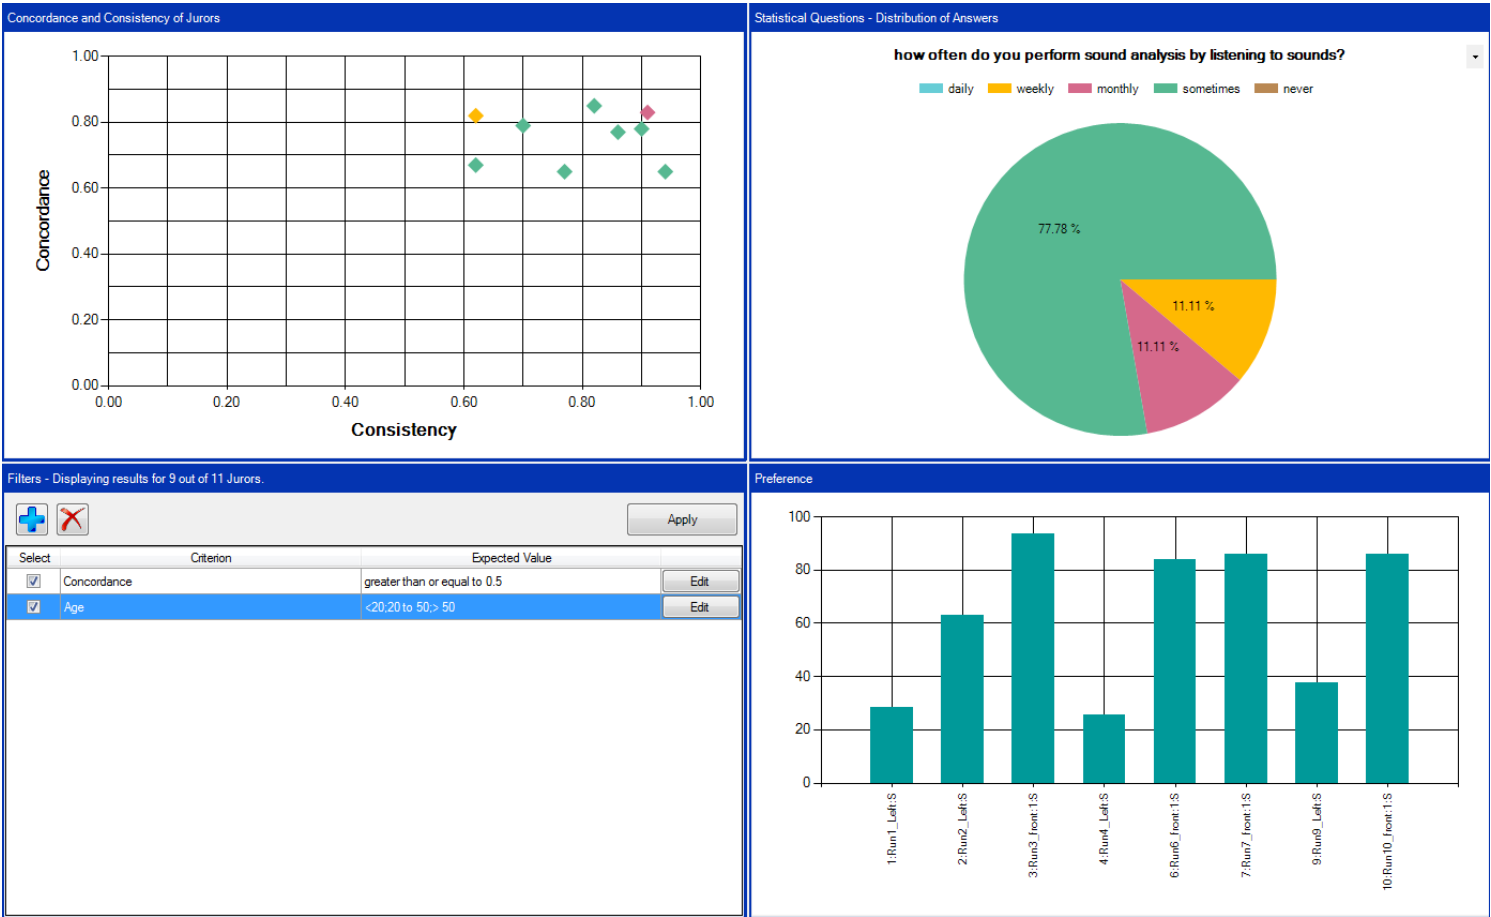 Concordance and Consistency of Jurors
1.00
0.80
0.60
0.40
0.20
0.00
Concordance
0.00 0.20 0.40 0.60 0.80 1.00
Consistency
Statistical Questions - Distribution of Answers
how often do you perform sound analysis by listening to sounds?
daily weekly monthly sometimes never
77.78 %
11.11 %
11.11 %
Filters - Displaying results for 9 out of 11 Jurors.
Apply
Select Criterion Expected Value
Concordance greater than or equal to 0.5 Edit
Age <20;20 to 50;> 50 Edit
Preference
100
80
60
40
20
0
1:Run1_Left:S
2:Run2_Left:S
3:Run3_front:1:S
4:Run4_Left:S
6:Run6_front:1:S
7:Run7_front:1:S
9:Run9_Left:S
10:Run10_front:1:S